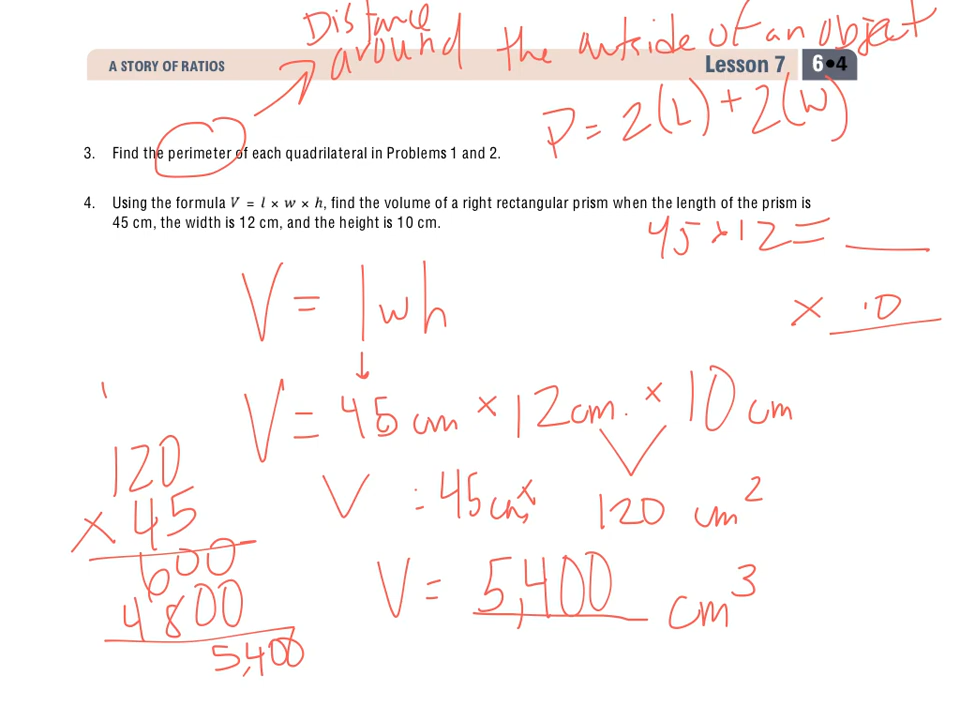 Distance
around the outside of an object
A STORY OF RATIOS
Lesson 7 6•4
P = 2(L) + 2(W)
3. Find the perimeter of each quadrilateral in Problems 1 and 2.
4. Using the formula V = l × w × h, find the volume of a right rectangular prism when the length of the prism is
45 cm, the width is 12 cm, and the height is 10 cm.
45 × 12 = ___
× 10
V = lwh
V = 45 cm × 12 cm. × 10 cm
V = 45 cm × 120 cm²
V = 5,400 cm³
1
120
× 45
600
4800
5,400